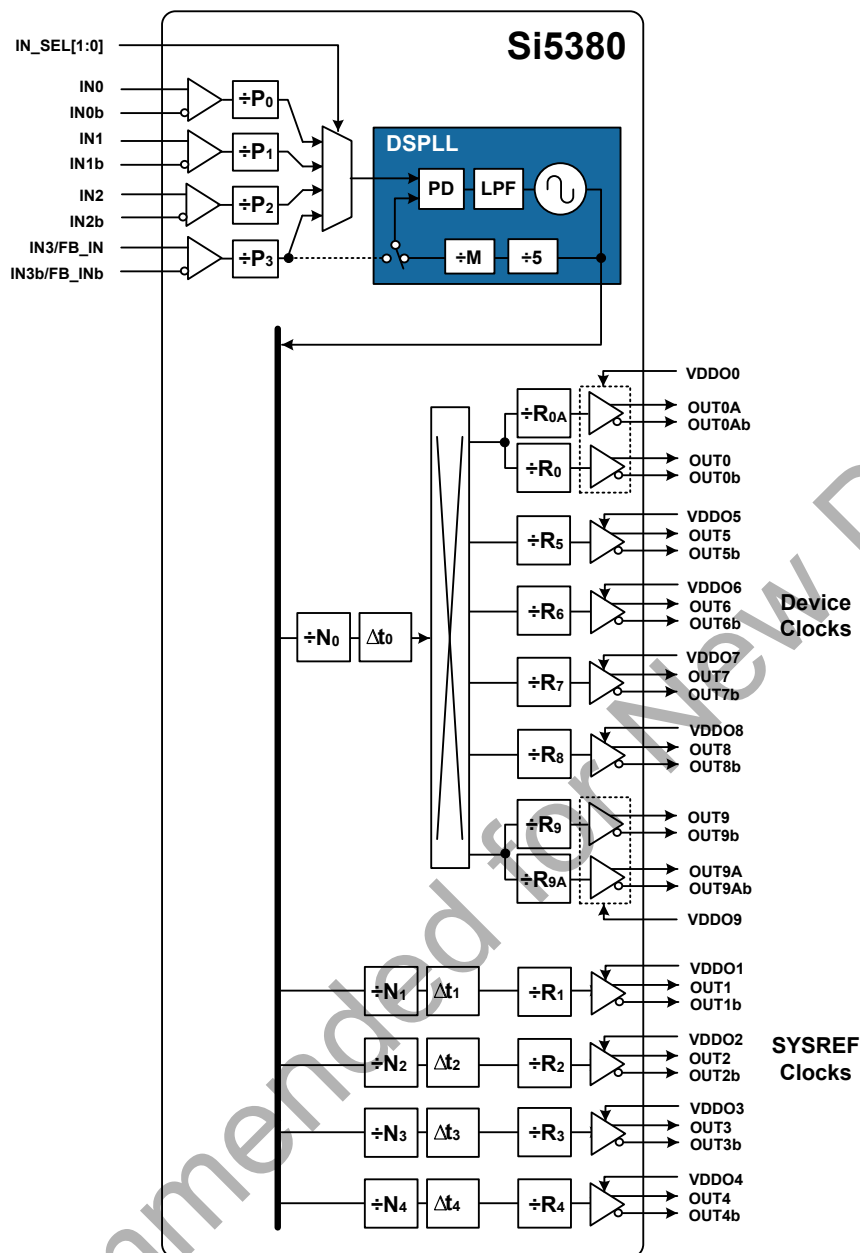 Si5380
IN_SEL[1:0]
IN0
IN0b
IN1
IN1b
IN2
IN2b
IN3/FB_IN
IN3b/FB_INb
÷P0
÷P1
÷P2
÷P3
DSPLL
PD
LPF
÷M
÷5
÷N0
Δt0
÷R0A
÷R0
÷R5
÷R6
÷R7
÷R8
÷R9
÷R9A
VDDO0
OUT0A
OUT0Ab
OUT0
OUT0b
VDDO5
OUT5
OUT5b
VDDO6
OUT6
OUT6b
VDDO7
OUT7
OUT7b
VDDO8
OUT8
OUT8b
OUT9
OUT9b
OUT9A
OUT9Ab
VDDO9
Device
Clocks
÷N1
Δt1
÷R1
VDDO1
OUT1
OUT1b
÷N2
Δt2
÷R2
VDDO2
OUT2
OUT2b
÷N3
Δt3
÷R3
VDDO3
OUT3
OUT3b
÷N4
Δt4
÷R4
VDDO4
OUT4
OUT4b
SYSREF
Clocks
mmended for New D